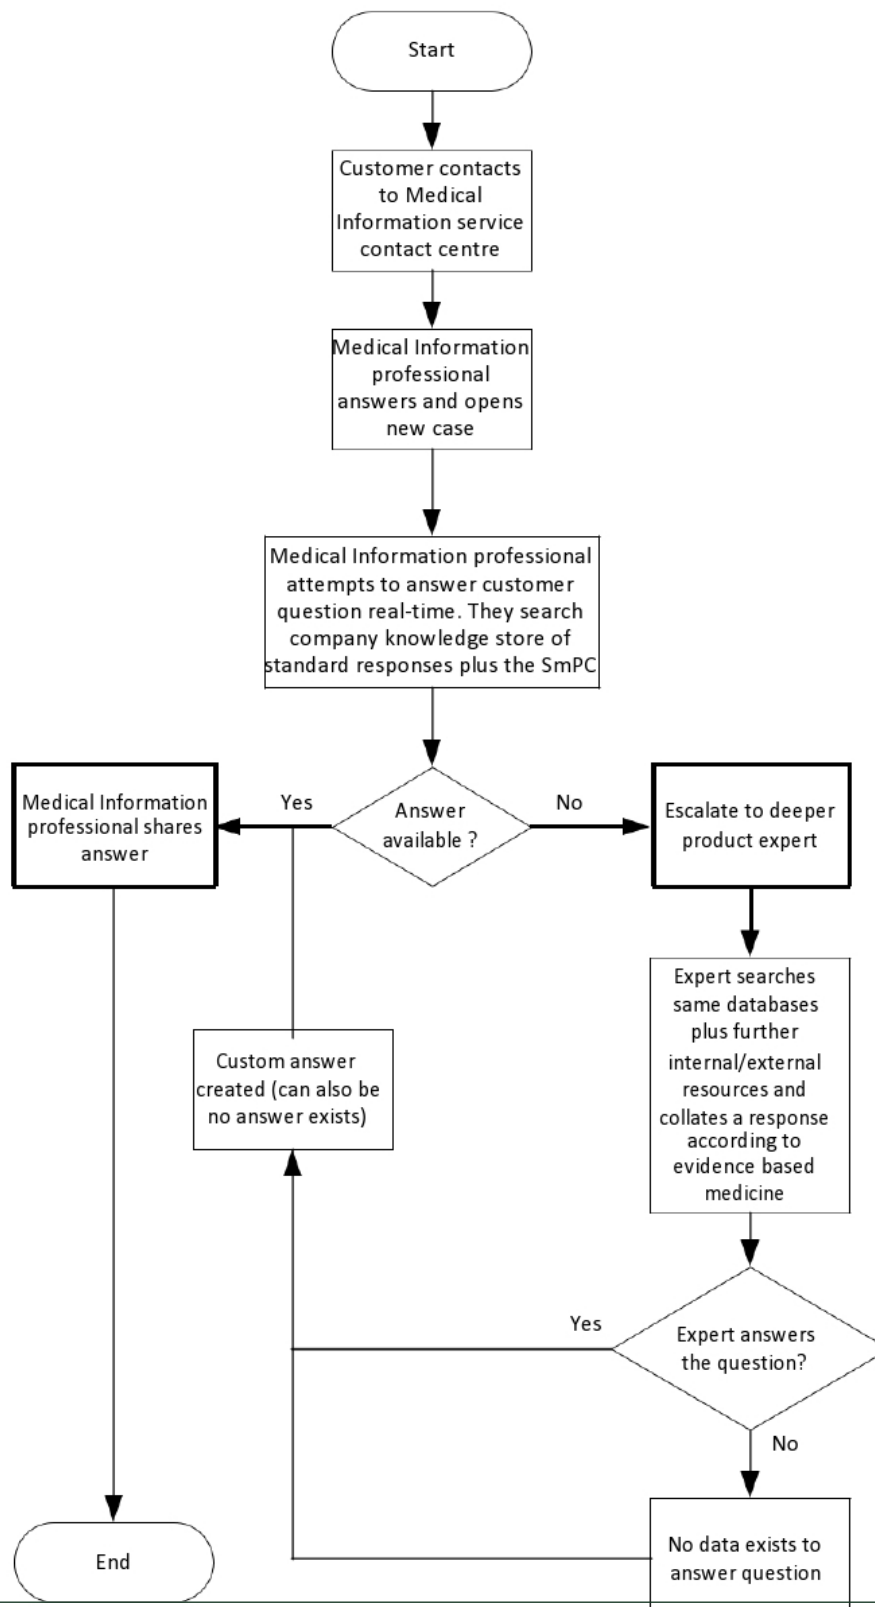 Start
Customer contacts
to Medical
Information service
contact centre
Medical Information
professional
answers and opens
new case
Medical Information professional
attempts to answer customer
question real-time. They search
company knowledge store of
standard responses plus the SmPC
Medical Information
professional shares
answer
Yes
Answer
available ?
No
Escalate to deeper
product expert
Expert searches
same databases
plus further
internal/external
resources and
collates a response
according to
evidence based
medicine
Custom answer
created (can also be
no answer exists)
Yes
Expert answers
the question?
No
End
No data exists to
answer question